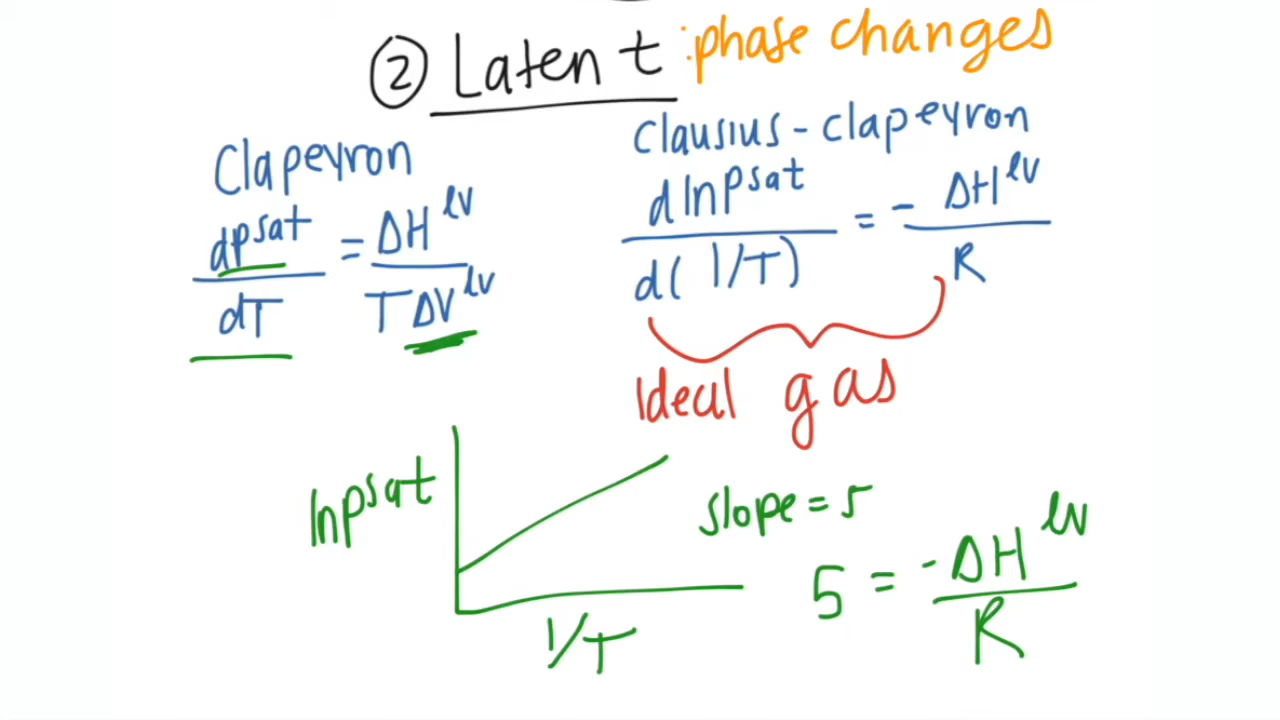 ② Latent : phase changes
Clapeyron
dPsat / dT = ΔH^lv / TΔV^lv
Clausius - clapeyron
d lnPsat / d(1/T) = - ΔH^lv / R
Ideal gas
lnPsat
1/T
slope = 5
5 = -ΔH^lv / R